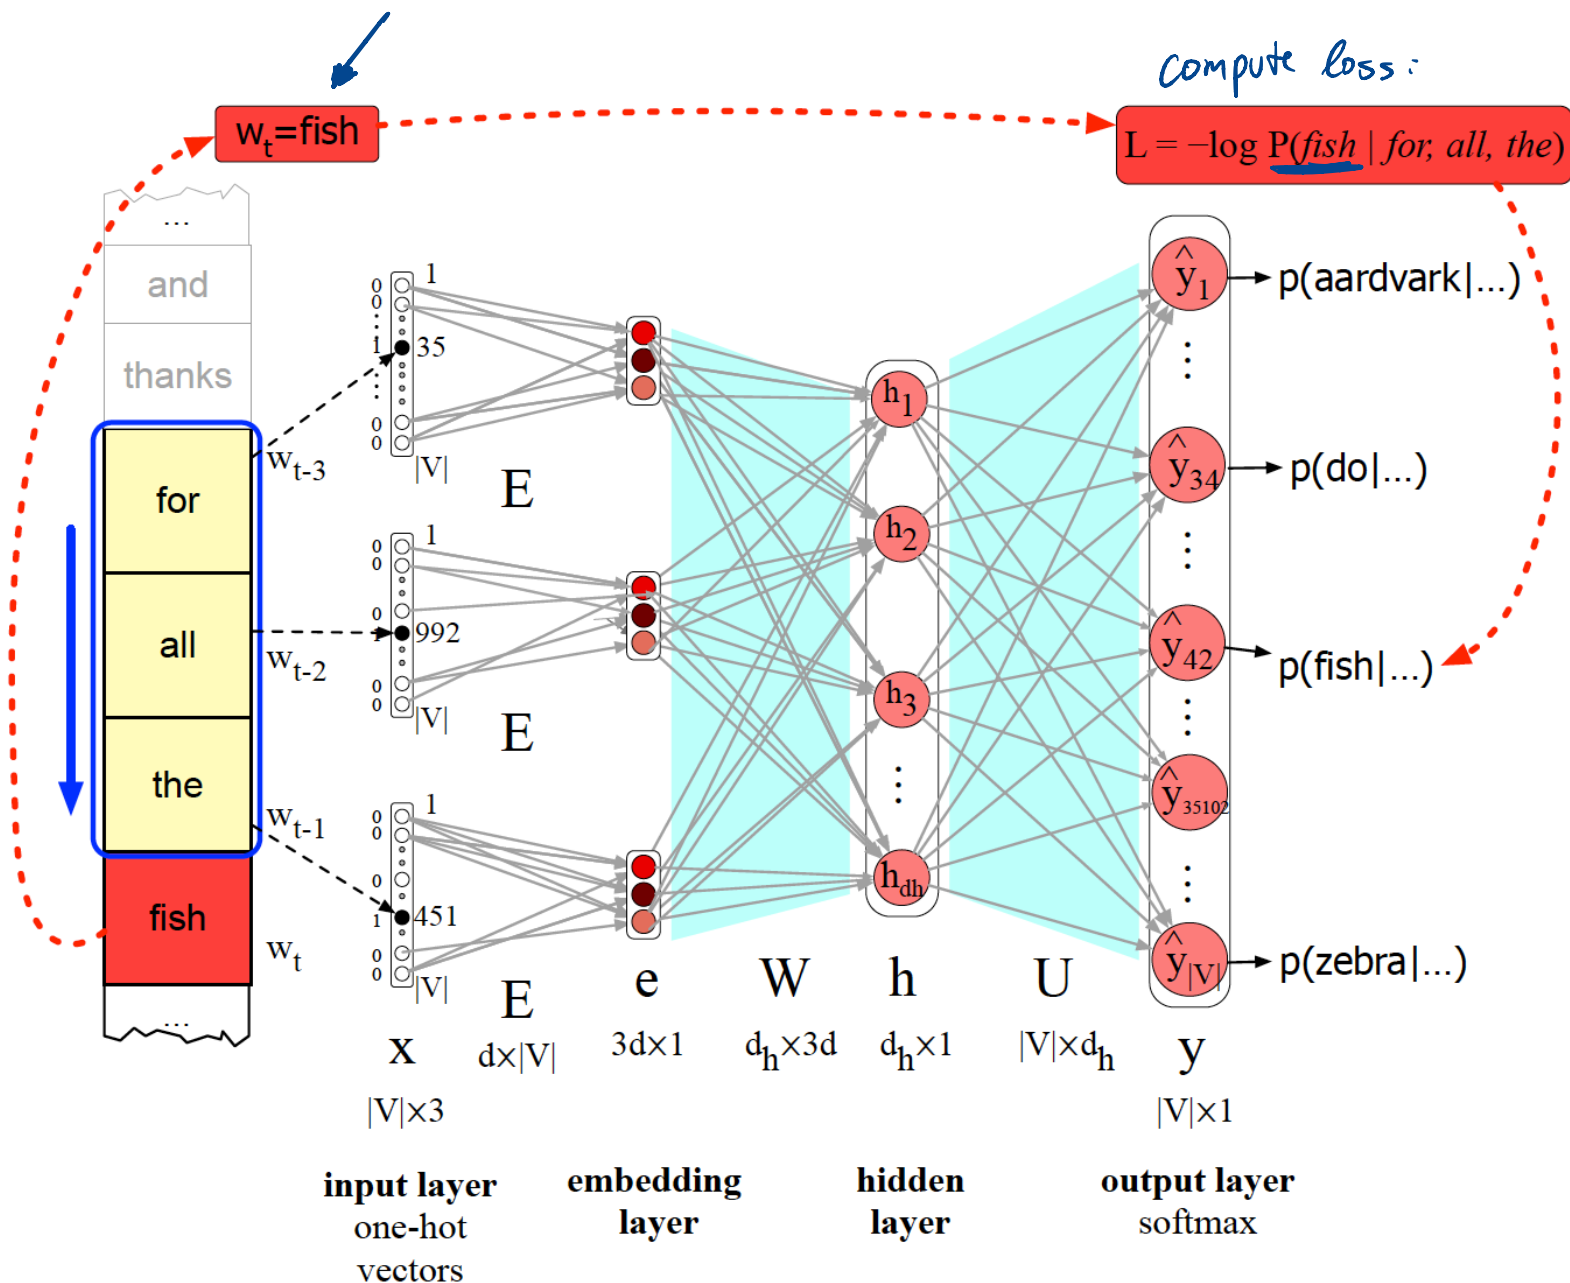 compute loss:
wt=fish
L = −log P(fish | for, all, the)
...
and
thanks
for
all
the
fish
...
wt-3
wt-2
wt-1
wt
0
0
1
0
0
1
35
|V|
E
0
0
0
1
0
0
1
992
|V|
E
0
0
0
1
0
0
1
451
|V|
E
h1
h2
h3
hdh
ŷ1
ŷ34
ŷ42
ŷ35102
ŷ|V|
p(aardvark|...)
p(do|...)
p(fish|...)
p(zebra|...)
x
E
e
W
h
U
y
|V|×3
d×|V|
3d×1
dh×3d
dh×1
|V|×dh
|V|×1
input layer
one-hot
vectors
embedding
layer
hidden
layer
output layer
softmax